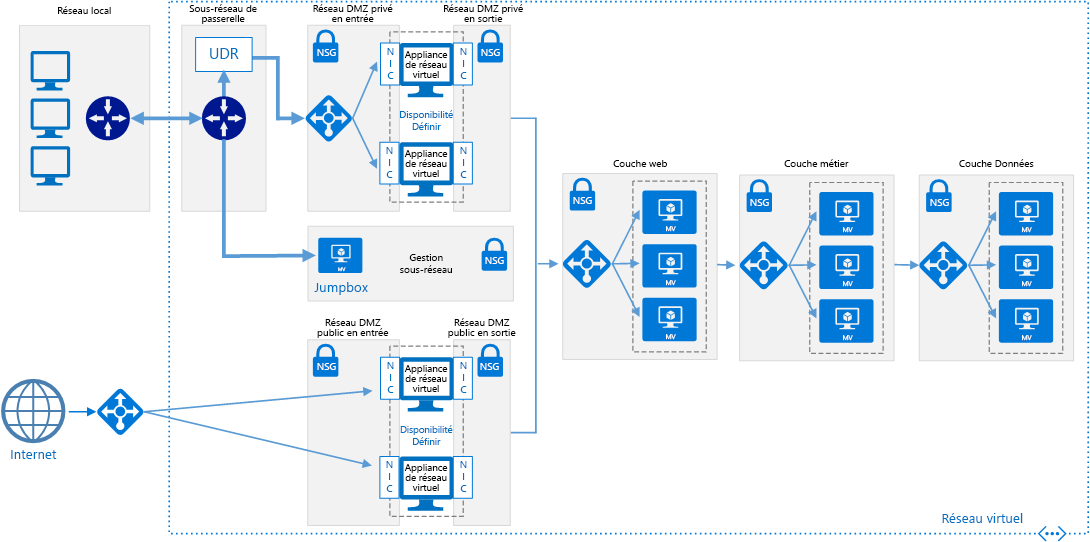 Réseau local
Sous-réseau de
passerelle
UDR
Réseau DMZ privé
en entrée
Réseau DMZ privé
en sortie
NSG
NSG
N
I
C
Appliance
de réseau
virtuel
N
I
C
Disponibilité
Définir
N
I
C
Appliance
de réseau
virtuel
N
I
C
MV
Jumpbox
Gestion
sous-réseau
NSG
Réseau DMZ
public en entrée
Réseau DMZ
public en sortie
NSG
NSG
N
I
C
Appliance
de réseau
virtuel
N
I
C
Disponibilité
Définir
N
I
C
Appliance
de réseau
virtuel
N
I
C
Internet
Couche web
NSG
MV
MV
MV
Couche métier
NSG
MV
MV
MV
Couche Données
NSG
MV
MV
MV
Réseau virtuel